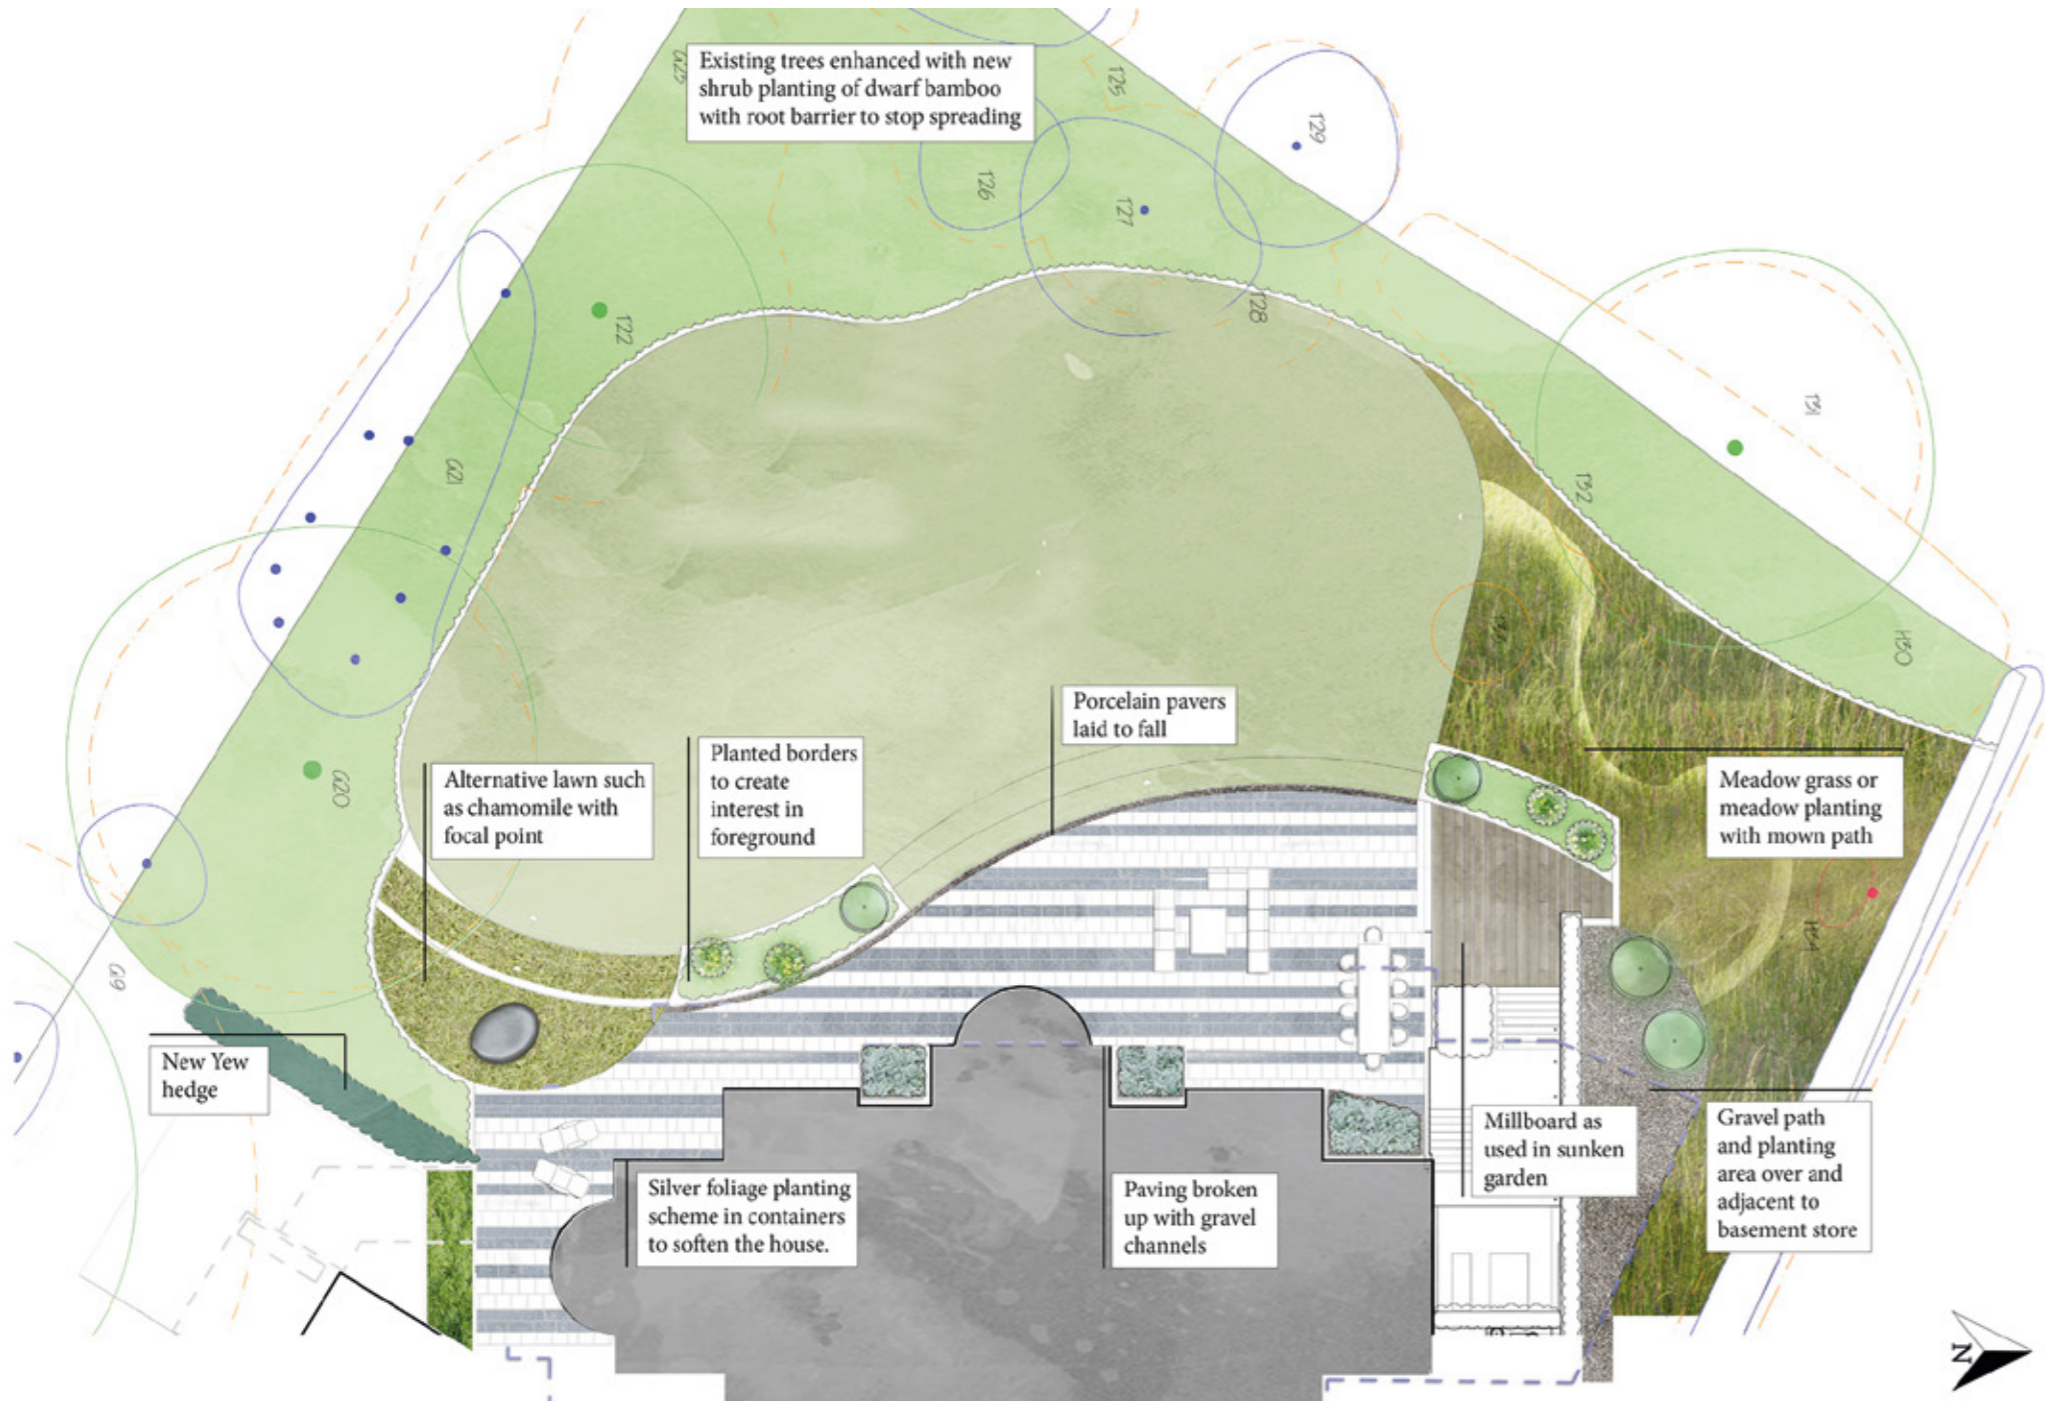 Existing trees enhanced with new
shrub planting of dwarf bamboo
with root barrier to stop spreading
T25
T29
T26
T27
T28
T22
T31
G21
T32
H30
G20
Porcelain pavers
laid to fall
Planted borders
to create
interest in
foreground
Alternative lawn such
as chamomile with
focal point
Meadow grass or
meadow planting
with mown path
G19
New Yew
hedge
Millboard as
used in sunken
garden
Gravel path
and planting
area over and
adjacent to
basement store
Silver foliage planting
scheme in containers
to soften the house.
Paving broken
up with gravel
channels
N